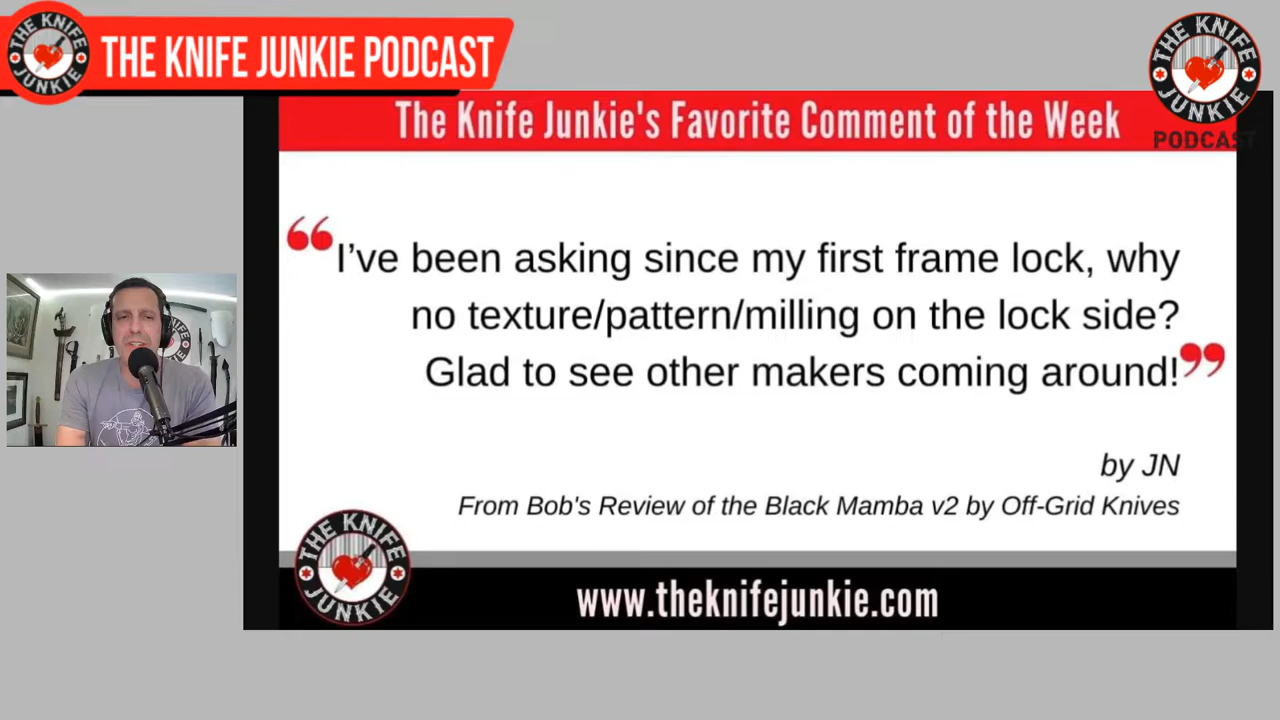 THE KNIFE JUNKIE
THE KNIFE JUNKIE PODCAST
THE KNIFE JUNKIE
PODCAST
The Knife Junkie's Favorite Comment of the Week
“I’ve been asking since my first frame lock, why
no texture/pattern/milling on the lock side?
Glad to see other makers coming around!”
by JN
From Bob's Review of the Black Mamba v2 by Off-Grid Knives
THE KNIFE JUNKIE
www.theknifejunkie.com